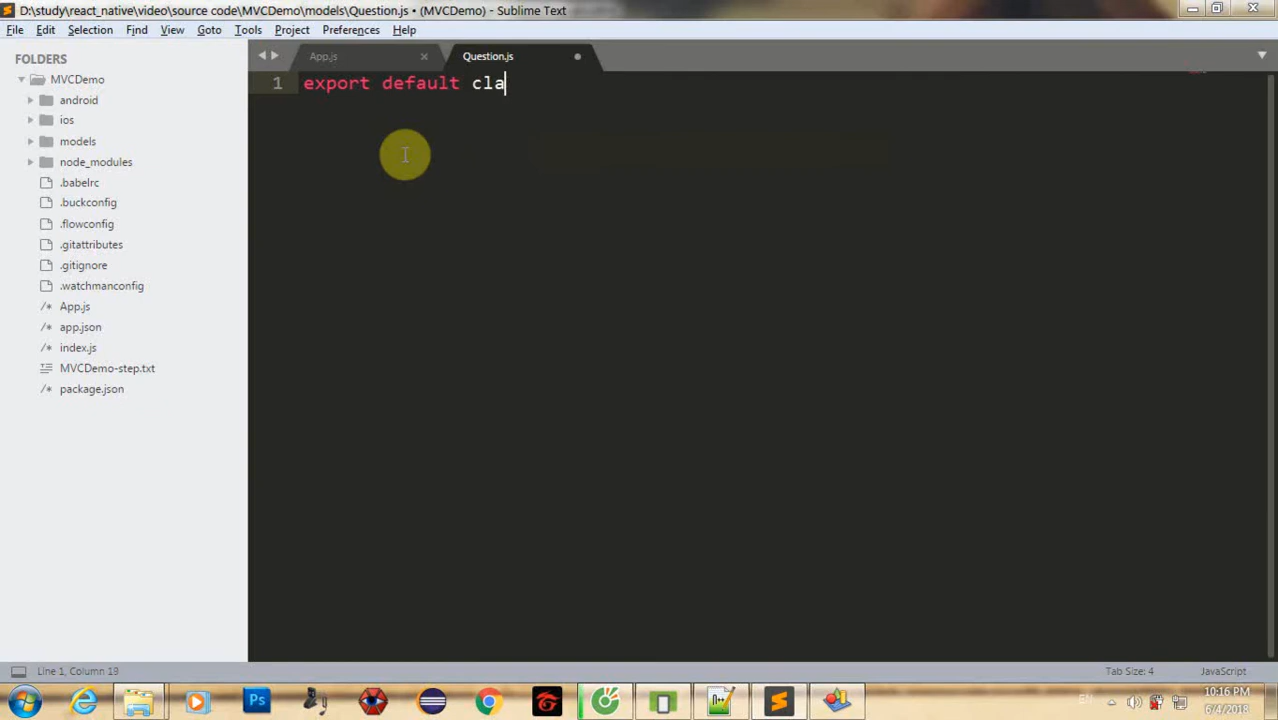 D:\study\react_native\video\source code\MVCDemo\models\Question.js • (MVCDemo) - Sublime Text
File Edit Selection Find View Goto Tools Project Preferences Help
FOLDERS
MVCDemo
android
ios
models
node_modules
.babelrc
.buckconfig
.flowconfig
.gitattributes
.gitignore
.watchmanconfig
/* App.js
/* app.json
/* index.js
MVCDemo-step.txt
/* package.json
App.js
Question.js
1 export default cla
Line 1, Column 19
Tab Size: 4
JavaScript
Ps
EN
10:16 PM
6/4/2018